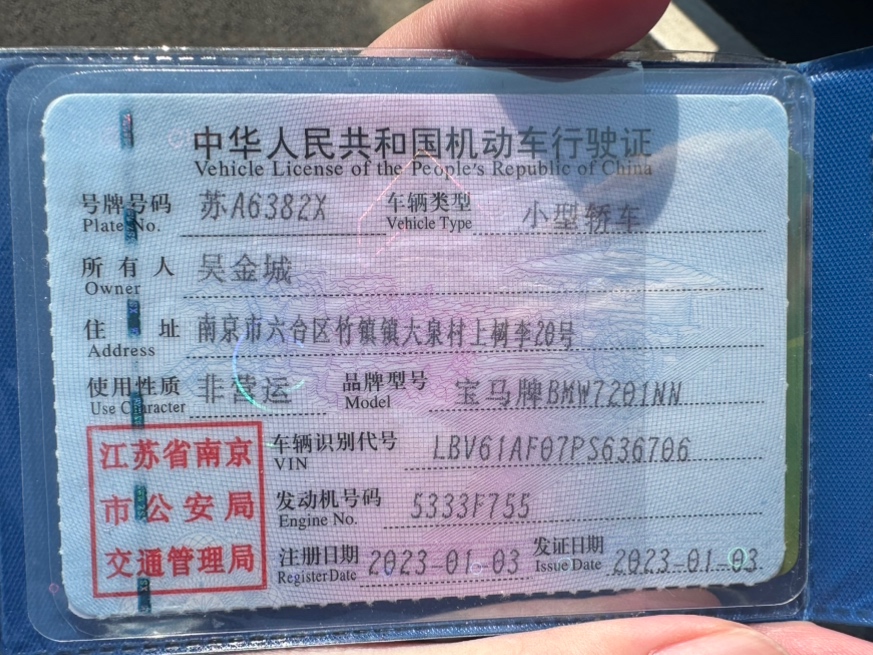 中华人民共和国机动车行驶证
Vehicle License of the People's Republic of China
号牌号码 苏A6382X 车辆类型 小型轿车
Plate No. Vehicle Type
所有人 吴金城
Owner
住址 南京市六合区竹镇镇大泉村上树李20号
Address
使用性质 非营运 品牌型号 宝马牌BMW7201NN
Use Character Model
江苏省南京 车辆识别代号 LBV61AF07PS636706
VIN
市公安局 发动机号码 5333F755
Engine No.
交通管理局 注册日期 2023-01-03 发证日期 2023-01-03
Register Date Issue Date